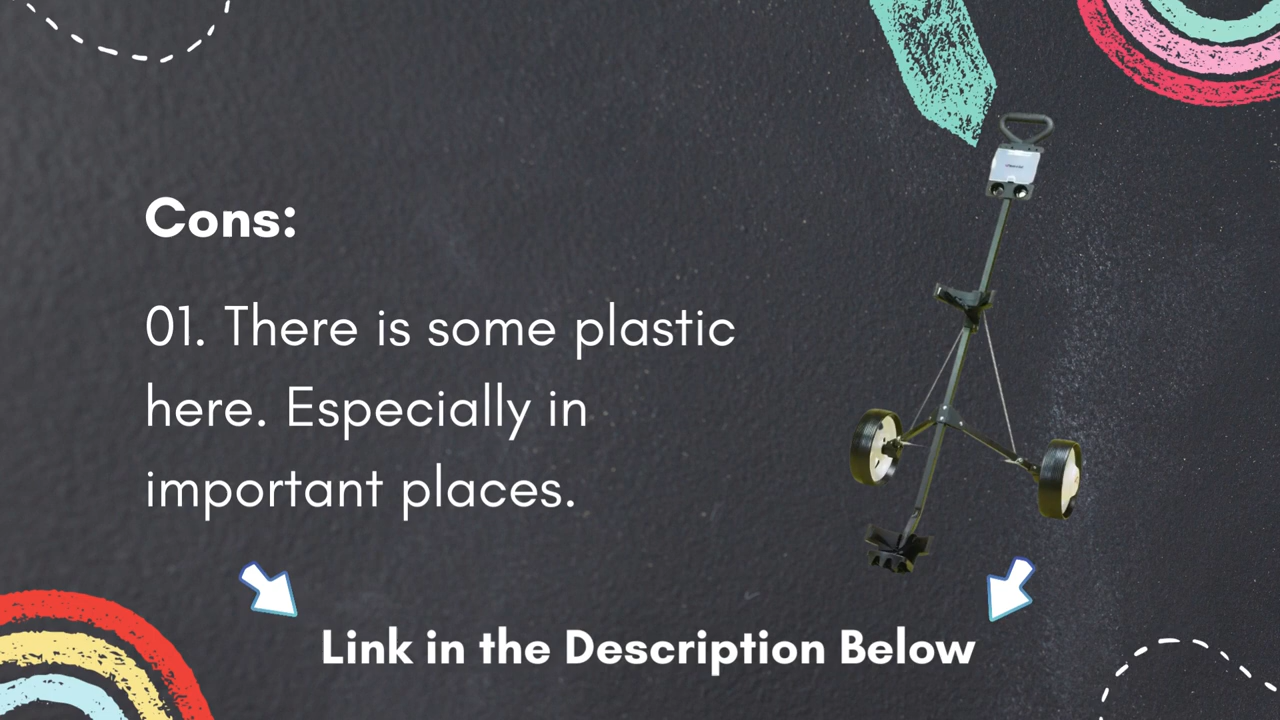 Cons:
01. There is some plastic
here. Especially in
important places.
Link in the Description Below